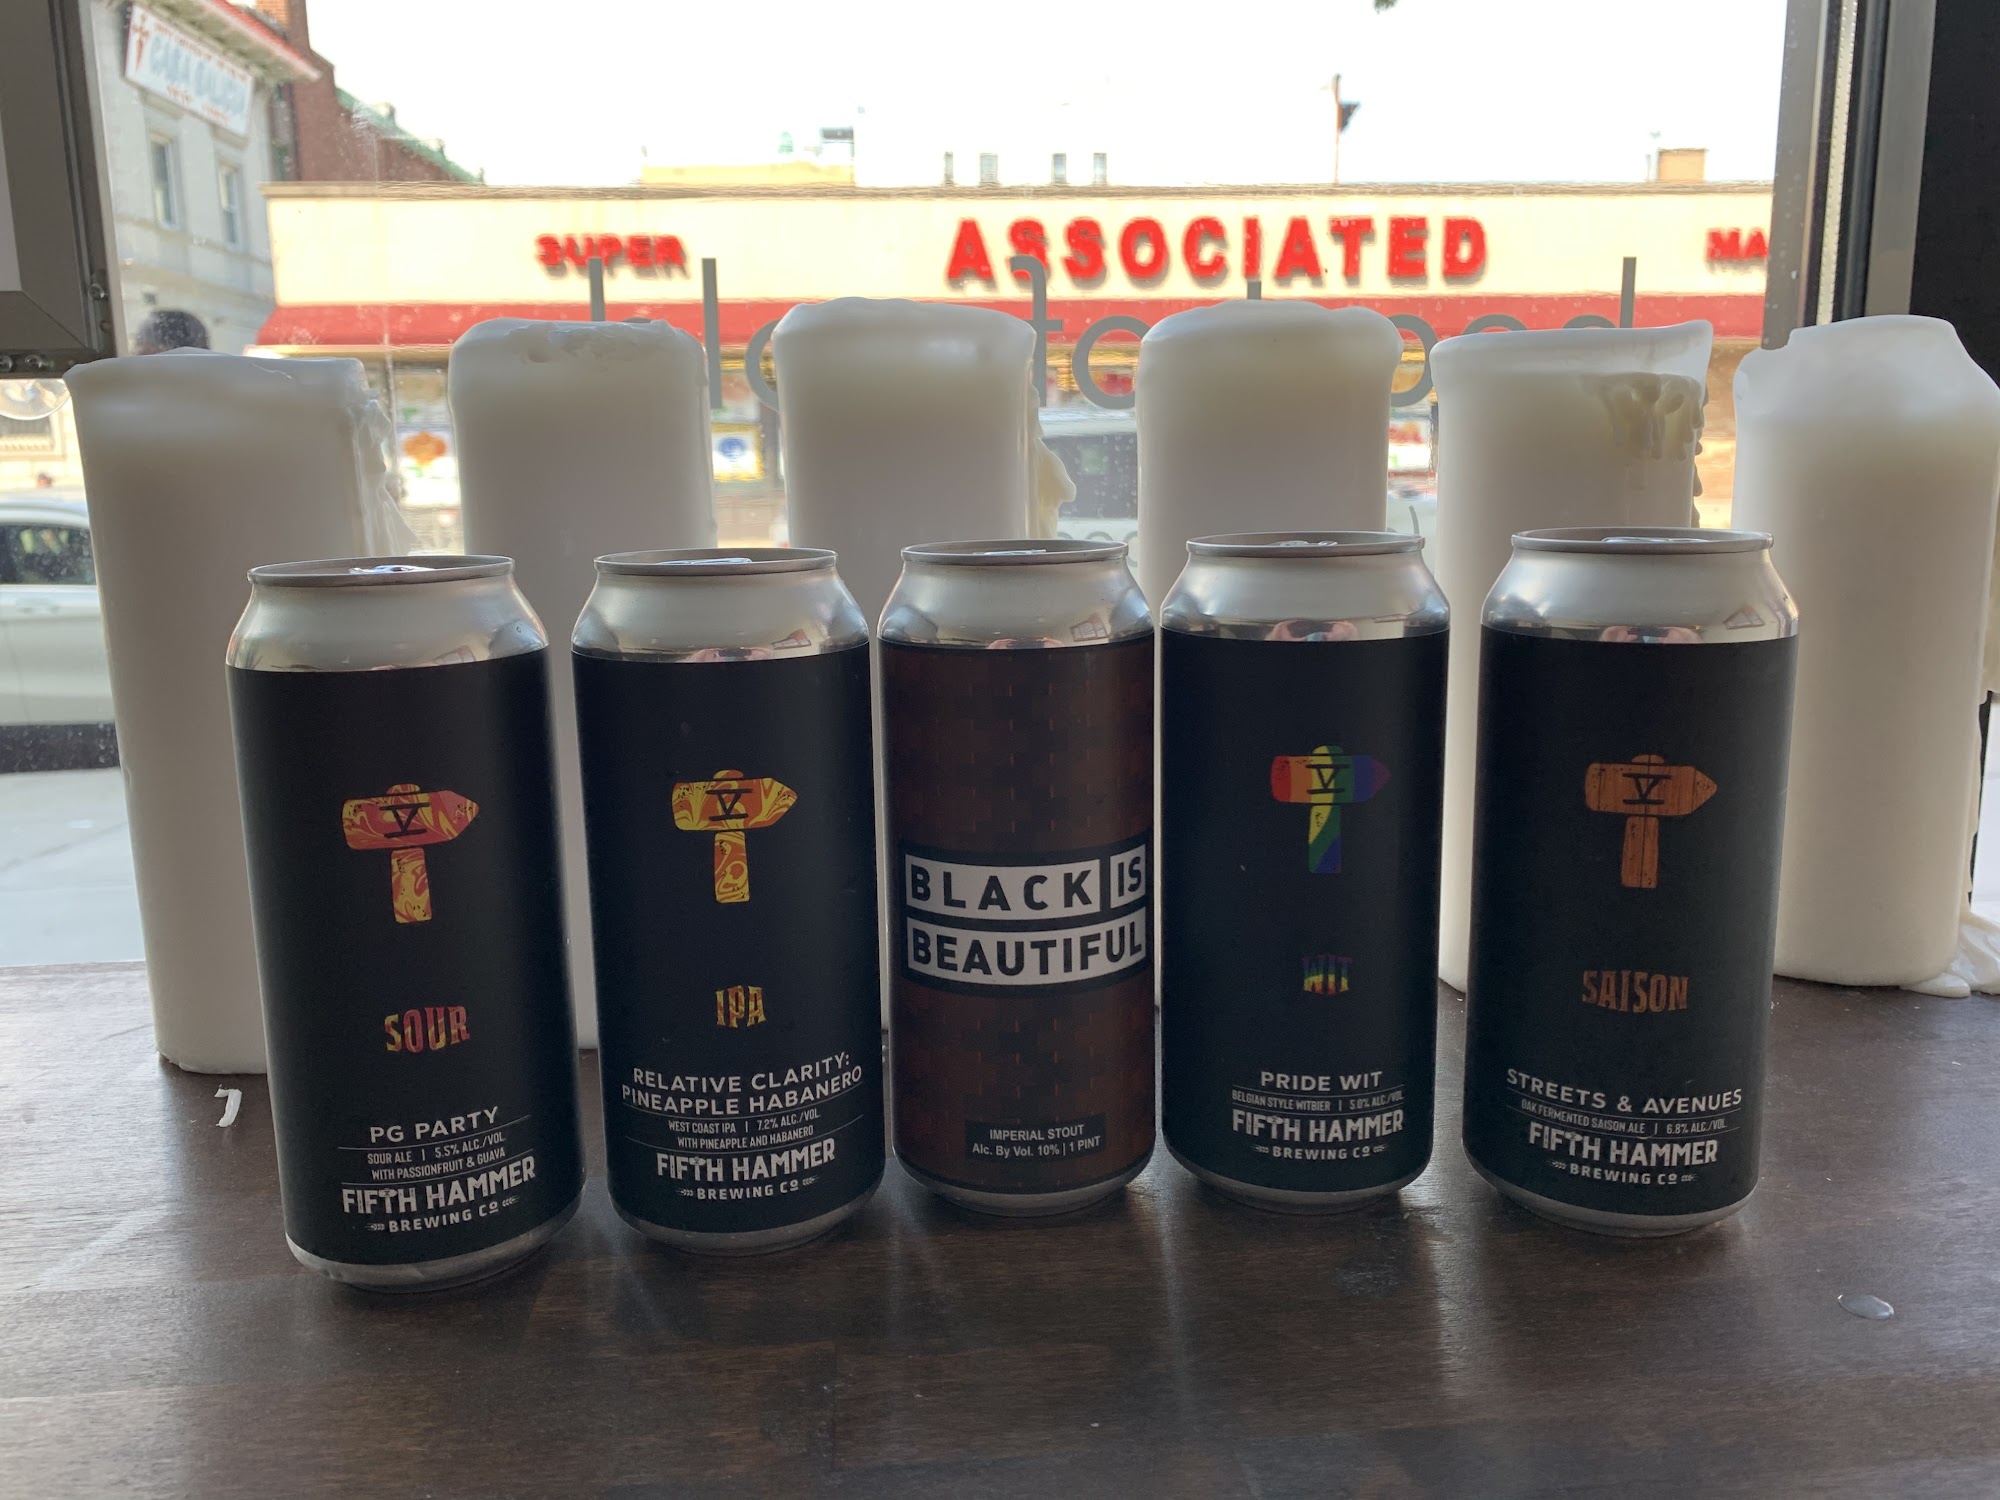 CASA GALICIA
SUPER
ASSOCIATED
MA
V
SOUR
PG PARTY
SOUR ALE | 5.5% ALC./VOL
WITH PASSIONFRUIT & GUAVA
FIFTH HAMMER
BREWING Cº
V
IPA
RELATIVE CLARITY:
PINEAPPLE HABANERO
WEST COAST IPA | 7.2% ALC./VOL
WITH PINEAPPLE AND HABANERO
FIFTH HAMMER
BREWING Cº
BLACK IS
BEAUTIFUL
IMPERIAL STOUT
Alc. By Vol. 10% | 1 PINT
V
WIT
PRIDE WIT
BELGIAN STYLE WITBIER | 5.0% ALC./VOL
FIFTH HAMMER
BREWING Cº
V
SAISON
STREETS & AVENUES
OAK FERMENTED SAISON ALE | 6.8% ALC./VOL
FIFTH HAMMER
BREWING Cº